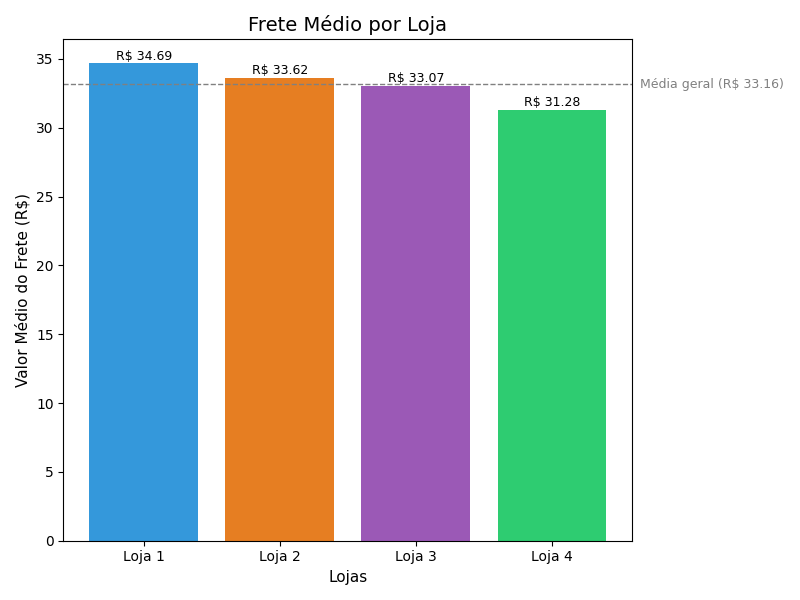 Frete Médio por Loja
Valor Médio do Frete (R$)
35
30
25
20
15
10
5
0
R$ 34.69
R$ 33.62
R$ 33.07
R$ 31.28
Média geral (R$ 33.16)
Loja 1
Loja 2
Loja 3
Loja 4
Lojas